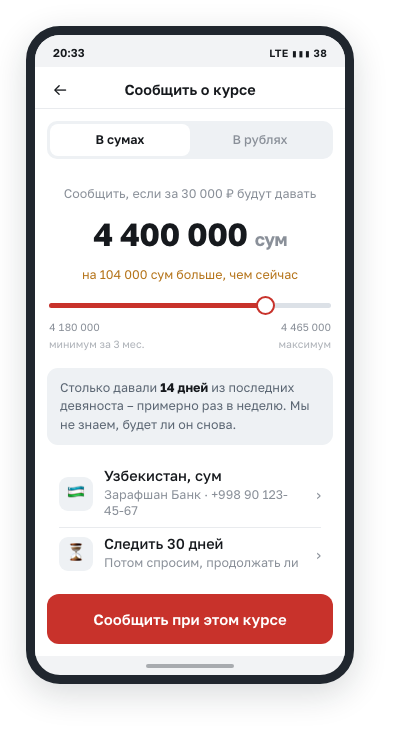 20:33
LTE 38
Сообщить о курсе
В сумах
В рублях
Сообщить, если за 30 000 ₽ будут давать
4 400 000 сум
на 104 000 сум больше, чем сейчас
4 180 000
4 465 000
минимум за 3 мес.
максимум
Столько давали 14 дней из последних
девяноста – примерно раз в неделю. Мы
не знаем, будет ли он снова.
Узбекистан, сум
Зарафшан Банк · +998 90 123-
45-67
Следить 30 дней
Потом спросим, продолжать ли
Сообщить при этом курсе